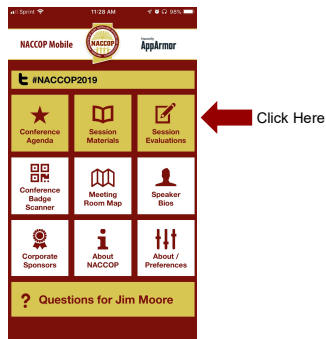 Sprint 11:28 AM 98%
NACCOP Mobile
NACCOP
Powered By
AppArmor
#NACCOP2019
Conference
Agenda
Session
Materials
Session
Evaluations
Conference
Badge
Scanner
Meeting
Room Map
Speaker
Bios
Corporate
Sponsors
About
NACCOP
About /
Preferences
? Questions for Jim Moore
Click Here